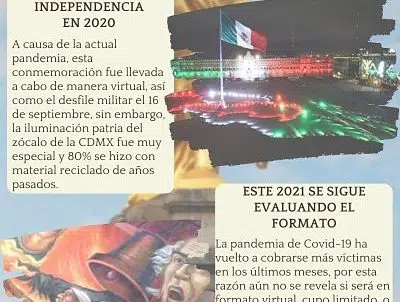 INDEPENDENCIA
EN 2020
A causa de la actual
pandemia, esta
conmemoración fue llevada
a cabo de manera virtual, así
como el desfile militar el 16
de septiembre, sin embargo,
la iluminación patria del
zócalo de la CDMX fue muy
especial y 80% se hizo con
material reciclado de años
pasados.
ESTE 2021 SE SIGUE
EVALUANDO EL
FORMATO
La pandemia de Covid-19 ha
vuelto a cobrarse más víctimas
en los últimos meses, por esta
razón aún no se revela si será en
formato virtual, cupo limitado, o